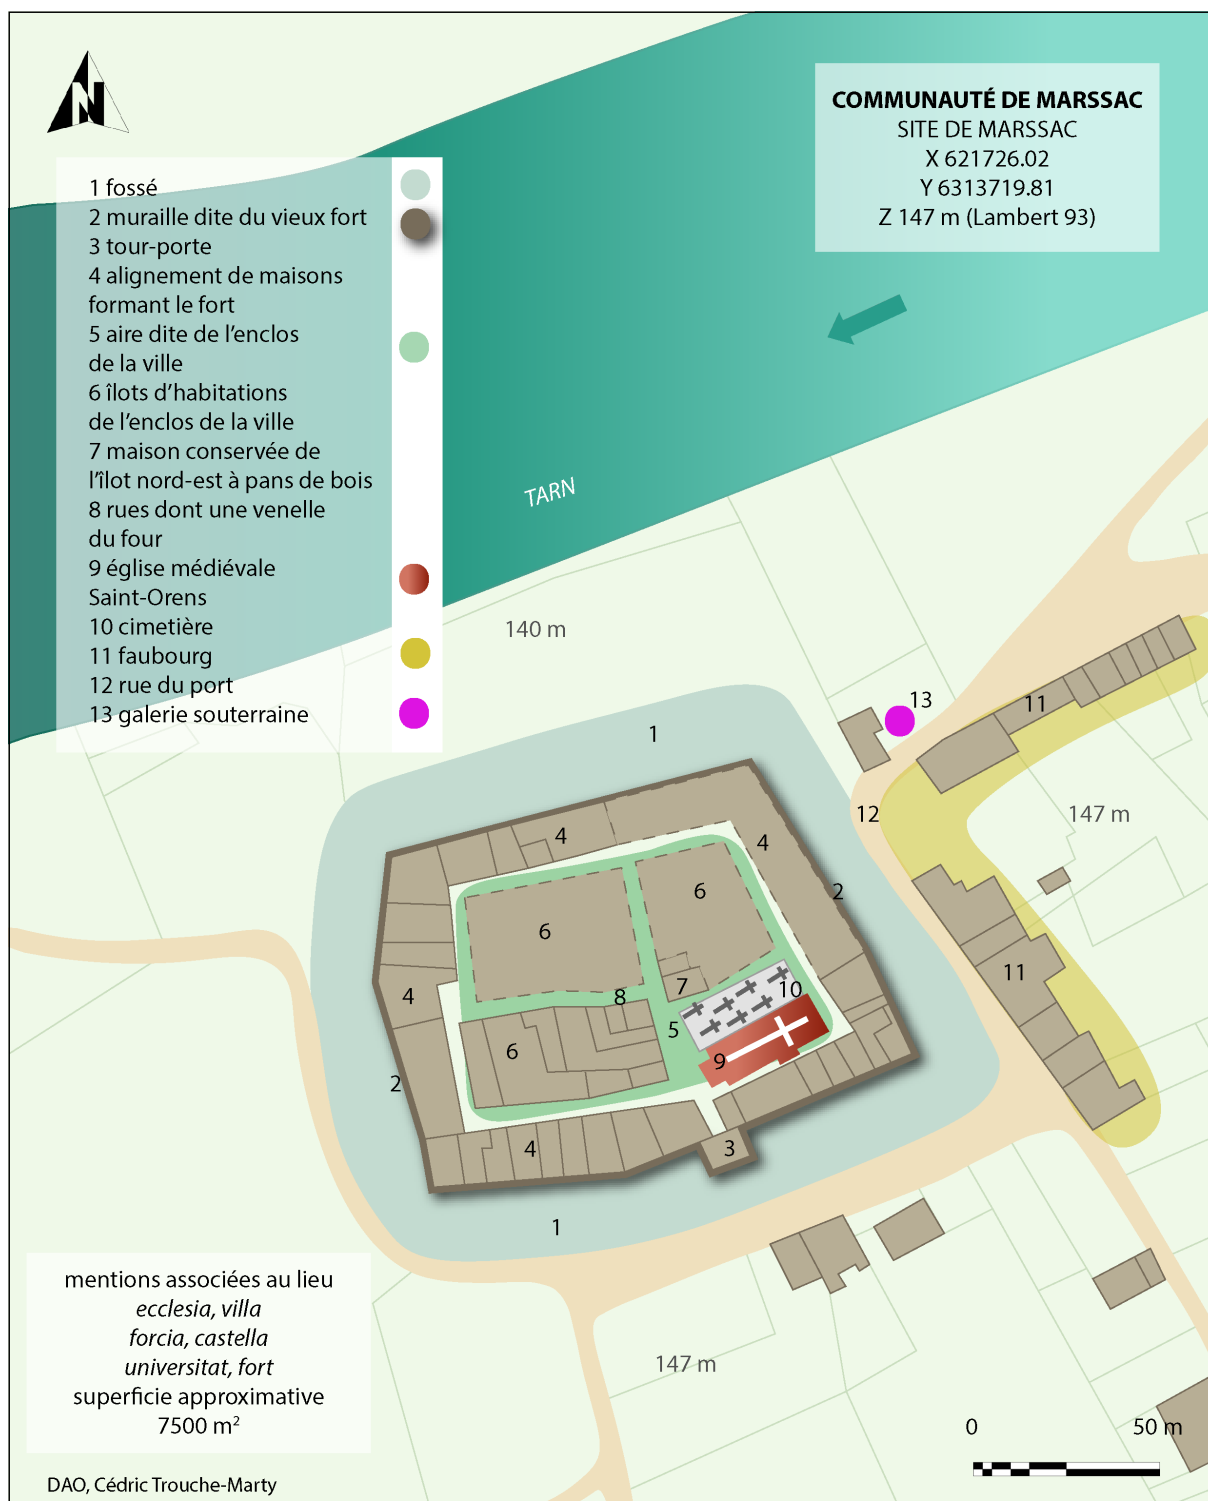 N
COMMUNAUTÉ DE MARSSAC
SITE DE MARSSAC
X 621726.02
Y 6313719.81
Z 147 m (Lambert 93)
1 fossé
2 muraille dite du vieux fort
3 tour-porte
4 alignement de maisons
formant le fort
5 aire dite de l'enclos
de la ville
6 îlots d'habitations
de l'enclos de la ville
7 maison conservée de
l'îlot nord-est à pans de bois
8 rues dont une venelle
du four
9 église médiévale
Saint-Orens
10 cimetière
11 faubourg
12 rue du port
13 galerie souterraine
TARN
140 m
13
11
1
12
147 m
4
4
6
2
6
11
7
10
8
4
5
6
9
2
4
3
1
mentions associées au lieu
ecclesia, villa
forcia, castella
universitat, fort
superficie approximative
7500 m²
147 m
0
50 m
DAO, Cédric Trouche-Marty